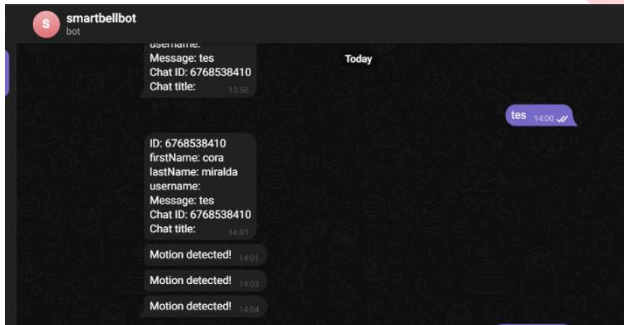 S
smartbellbot
bot
username:
Message: tes
Chat ID: 6768538410
Chat title:
13:58
Today
tes 14:00
ID: 6768538410
firstName: cora
lastName: miralda
username:
Message: tes
Chat ID: 6768538410
Chat title:
14:01
Motion detected! 14:01
Motion detected! 14:03
Motion detected! 14:04